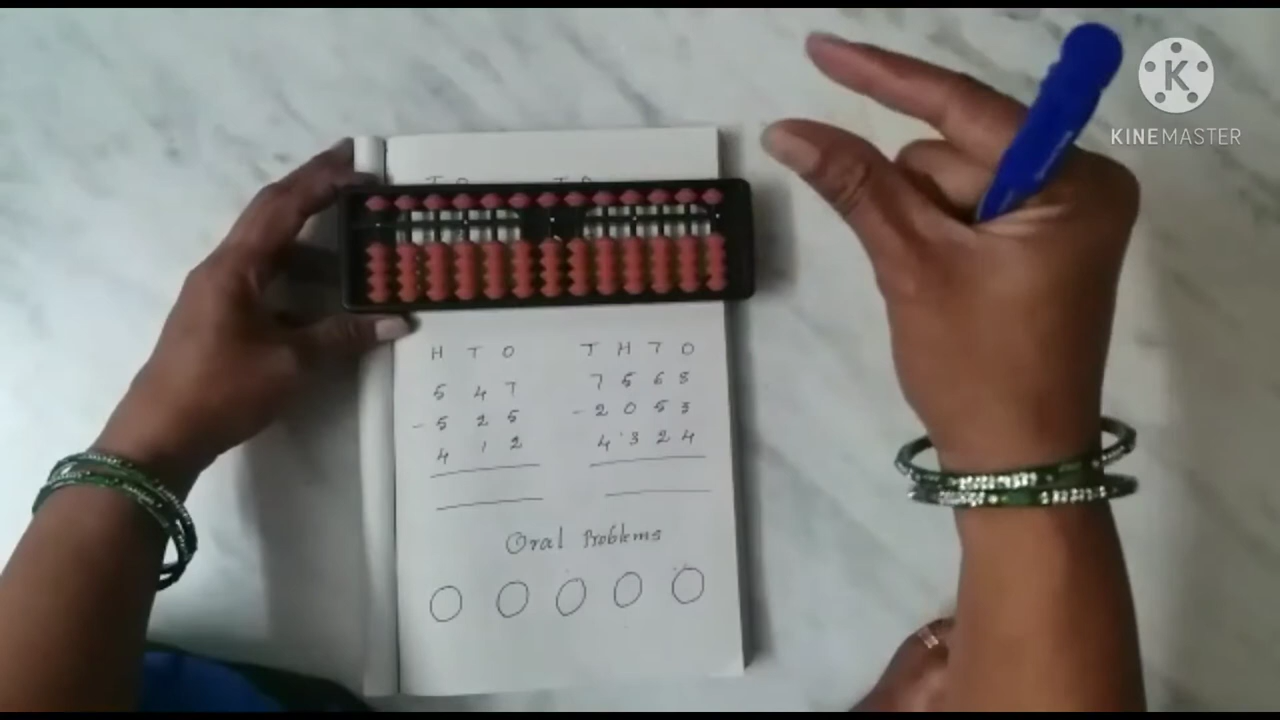 K
KINEMASTER
T O T O
H T O T H T O
5 4 7 7 5 6 8
- 5 2 5 - 2 0 5 3
4 1 2 4 3 2 4
Oral Problems